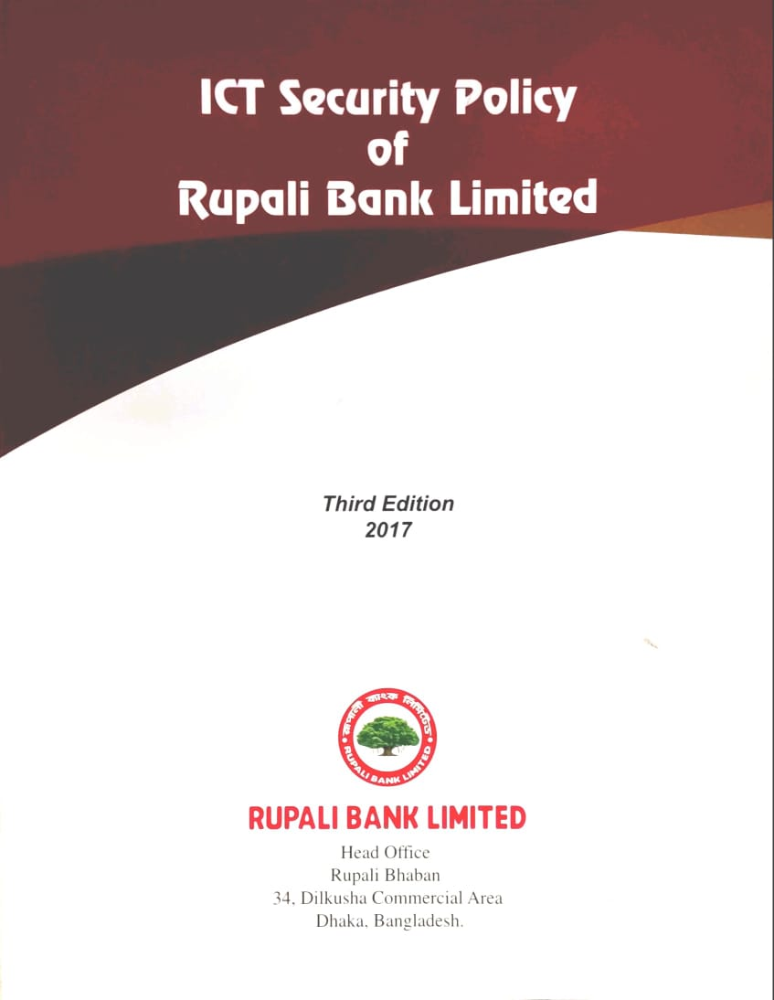 ICT Security Policy
of
Rupali Bank Limited
Third Edition
2017
রূপালী ব্যাংক লিমিটেড
RUPALI BANK LIMITED
RUPALI BANK LIMITED
Head Office
Rupali Bhaban
34, Dilkusha Commercial Area
Dhaka, Bangladesh.